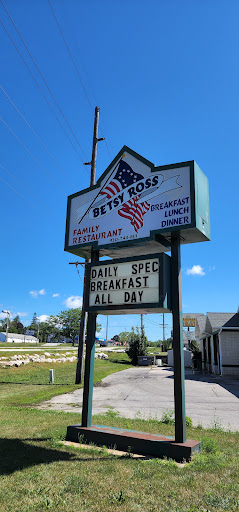 BETSY ROSS
FAMILY
RESTAURANT
BREAKFAST
LUNCH
DINNER
DAILY SPEC
BREAKFAST
ALL DAY